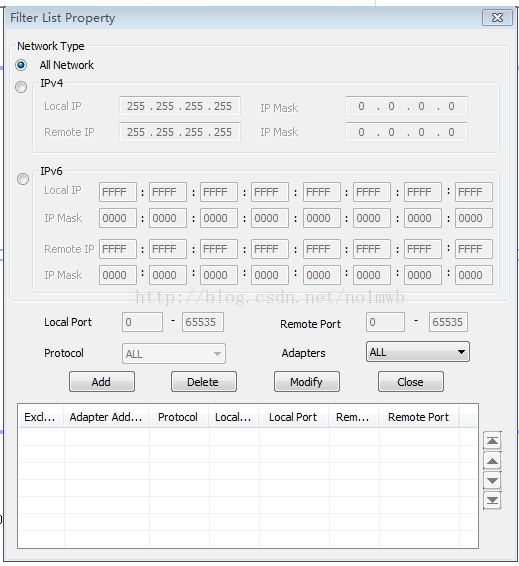 Filter List Property
Network Type
All Network
IPv4
Local IP 255 . 255 . 255 . 255 IP Mask 0 . 0 . 0 . 0
Remote IP 255 . 255 . 255 . 255 IP Mask 0 . 0 . 0 . 0
IPv6
Local IP FFFF : FFFF : FFFF : FFFF : FFFF : FFFF : FFFF : FFFF
IP Mask 0000 : 0000 : 0000 : 0000 : 0000 : 0000 : 0000 : 0000
Remote IP FFFF : FFFF : FFFF : FFFF : FFFF : FFFF : FFFF : FFFF
IP Mask 0000 : 0000 : 0000 : 0000 : 0000 : 0000 : 0000 : 0000
http://blog.csdn.net/nolmwb
Local Port 0 - 65535 Remote Port 0 - 65535
Protocol ALL Adapters ALL
Add Delete Modify Close
Excl... Adapter Add... Protocol Local... Local Port Rem... Remote Port